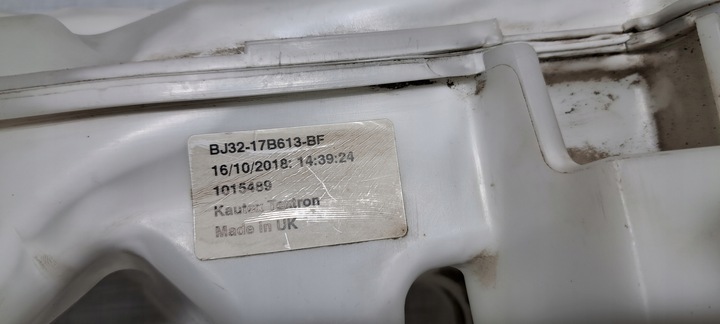 BJ32-17B613-BF
16/10/2018: 14:39:24
1015489
Kautex Textron
Made in UK